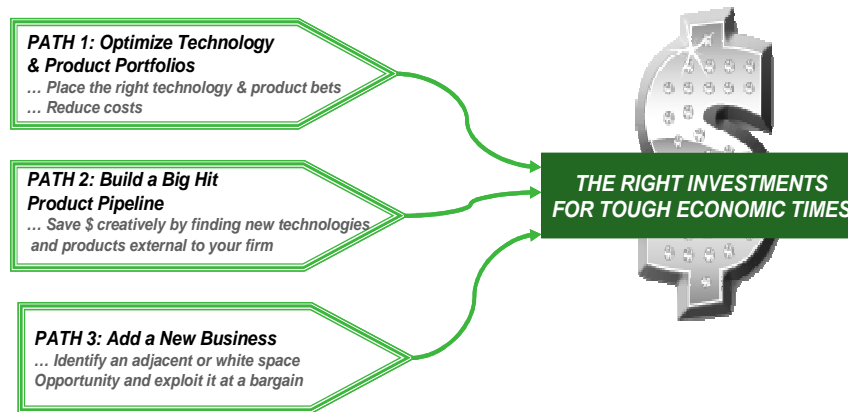 PATH 1: Optimize Technology
& Product Portfolios
… Place the right technology & product bets
… Reduce costs
PATH 2: Build a Big Hit
Product Pipeline
… Save $ creatively by finding new technologies
and products external to your firm
PATH 3: Add a New Business
… Identify an adjacent or white space
Opportunity and exploit it at a bargain
THE RIGHT INVESTMENTS
FOR TOUGH ECONOMIC TIMES